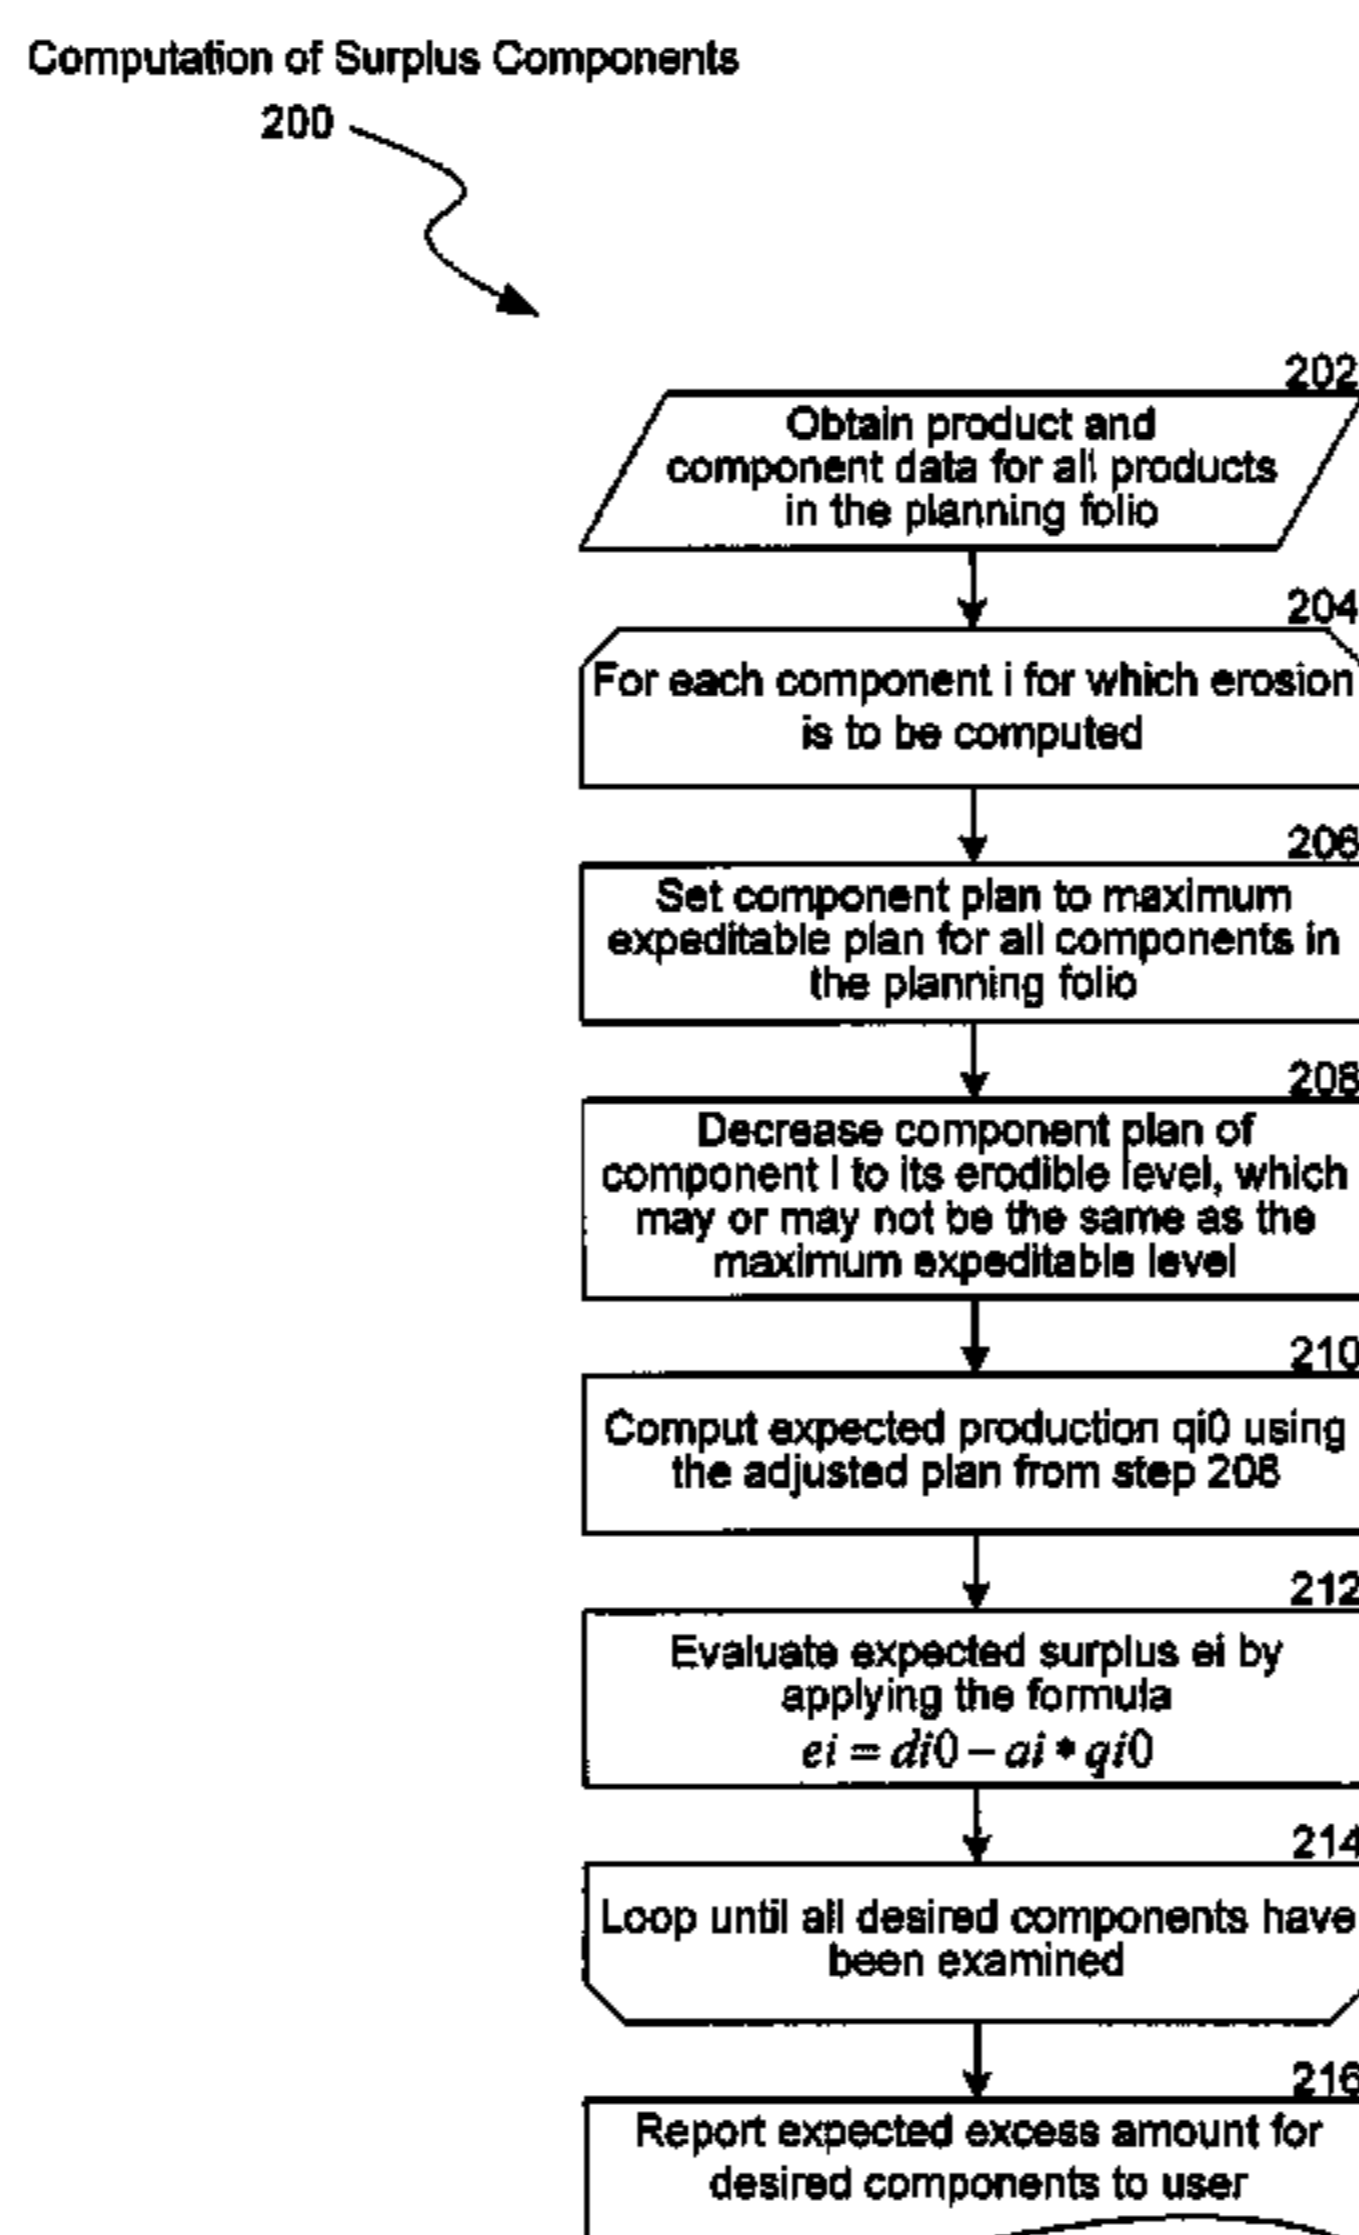 Computation of Surplus Components
200
202
Obtain product and
component data for all products
in the planning folio
204
For each component i for which erosion
is to be computed
206
Set component plan to maximum
expeditable plan for all components in
the planning folio
208
Decrease component plan of
component I to its erodible level, which
may or may not be the same as the
maximum expeditable level
210
Comput expected production qi0 using
the adjusted plan from step 208
212
Evaluate expected surplus ei by
applying the formula
ei = di0 – ai * qi0
214
Loop until all desired components have
been examined
216
Report expected excess amount for
desired components to user